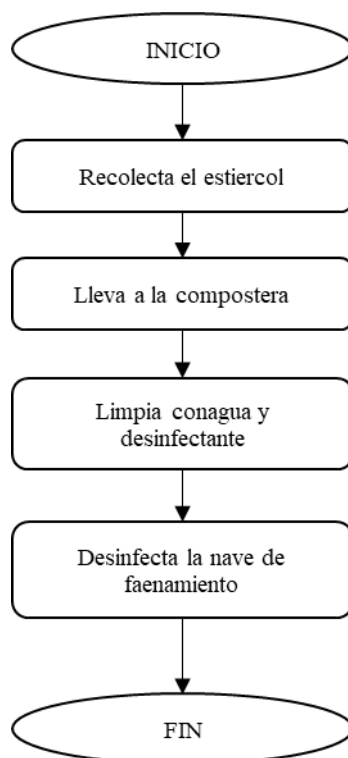 INICIO
Recolecta el estiercol
Lleva a la compostera
Limpia conagua y
desinfectante
Desinfecta la nave de
faenamiento
FIN